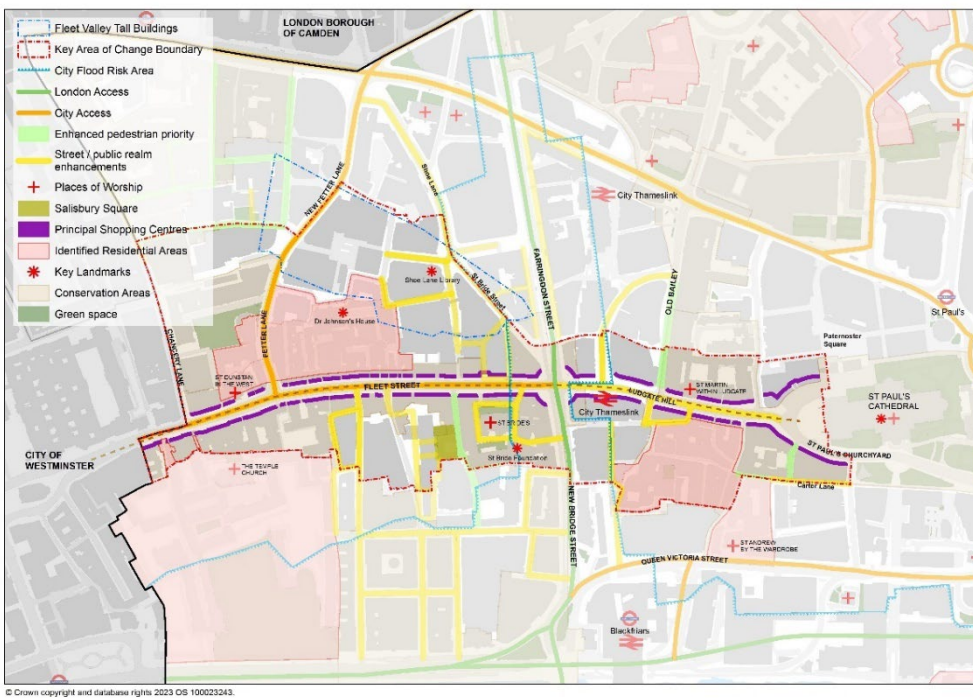 LONDON BOROUGH
OF CAMDEN
Fleet Valley Tall Buildings
Key Area of Change Boundary
City Flood Risk Area
London Access
City Access
Enhanced pedestrian priority
Street / public realm
enhancements
Places of Worship
Salisbury Square
Principal Shopping Centres
Identified Residential Areas
Key Landmarks
Conservation Areas
Green space
NEW FETTER LANE
Shoe Lane
City Thameslink
FARRINGDON STREET
OLD BAILEY
St Bride Street
Shoe Lane Library
St Paul's
Dr Johnson's House
FETTER LANE
CHANCERY LANE
Paternoster
Square
ST DUNSTAN
IN THE WEST
FLEET STREET
LUDGATE HILL
ST MARTIN
WITHIN LUDGATE
City Thameslink
ST PAUL'S
CATHEDRAL
ST BRIDES
CITY OF
WESTMINSTER
THE TEMPLE
CHURCH
St Bride Foundation
ST PAUL'S CHURCHYARD
Carter Lane
NEW BRIDGE STREET
ST ANDREW
BY THE WARDROBE
QUEEN VICTORIA STREET
Blackfriars
© Crown copyright and database rights 2023 OS 100023243.